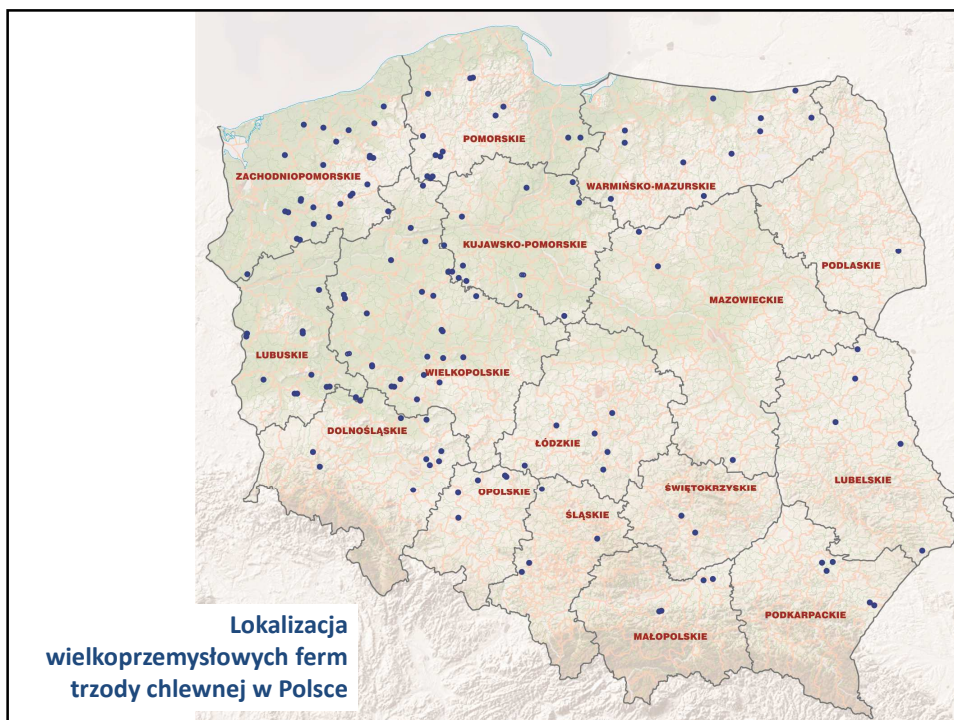 POMORSKIE
ZACHODNIOPOMORSKIE
WARMIŃSKO-MAZURSKIE
KUJAWSKO-POMORSKIE
PODLASKIE
MAZOWIECKIE
LUBUSKIE
WIELKOPOLSKIE
DOLNOŚLĄSKIE
ŁÓDZKIE
LUBELSKIE
OPOLSKIE
ŚWIĘTOKRZYSKIE
ŚLĄSKIE
PODKARPACKIE
MAŁOPOLSKIE
Lokalizacja
wielkoprzemysłowych ferm
trzody chlewnej w Polsce